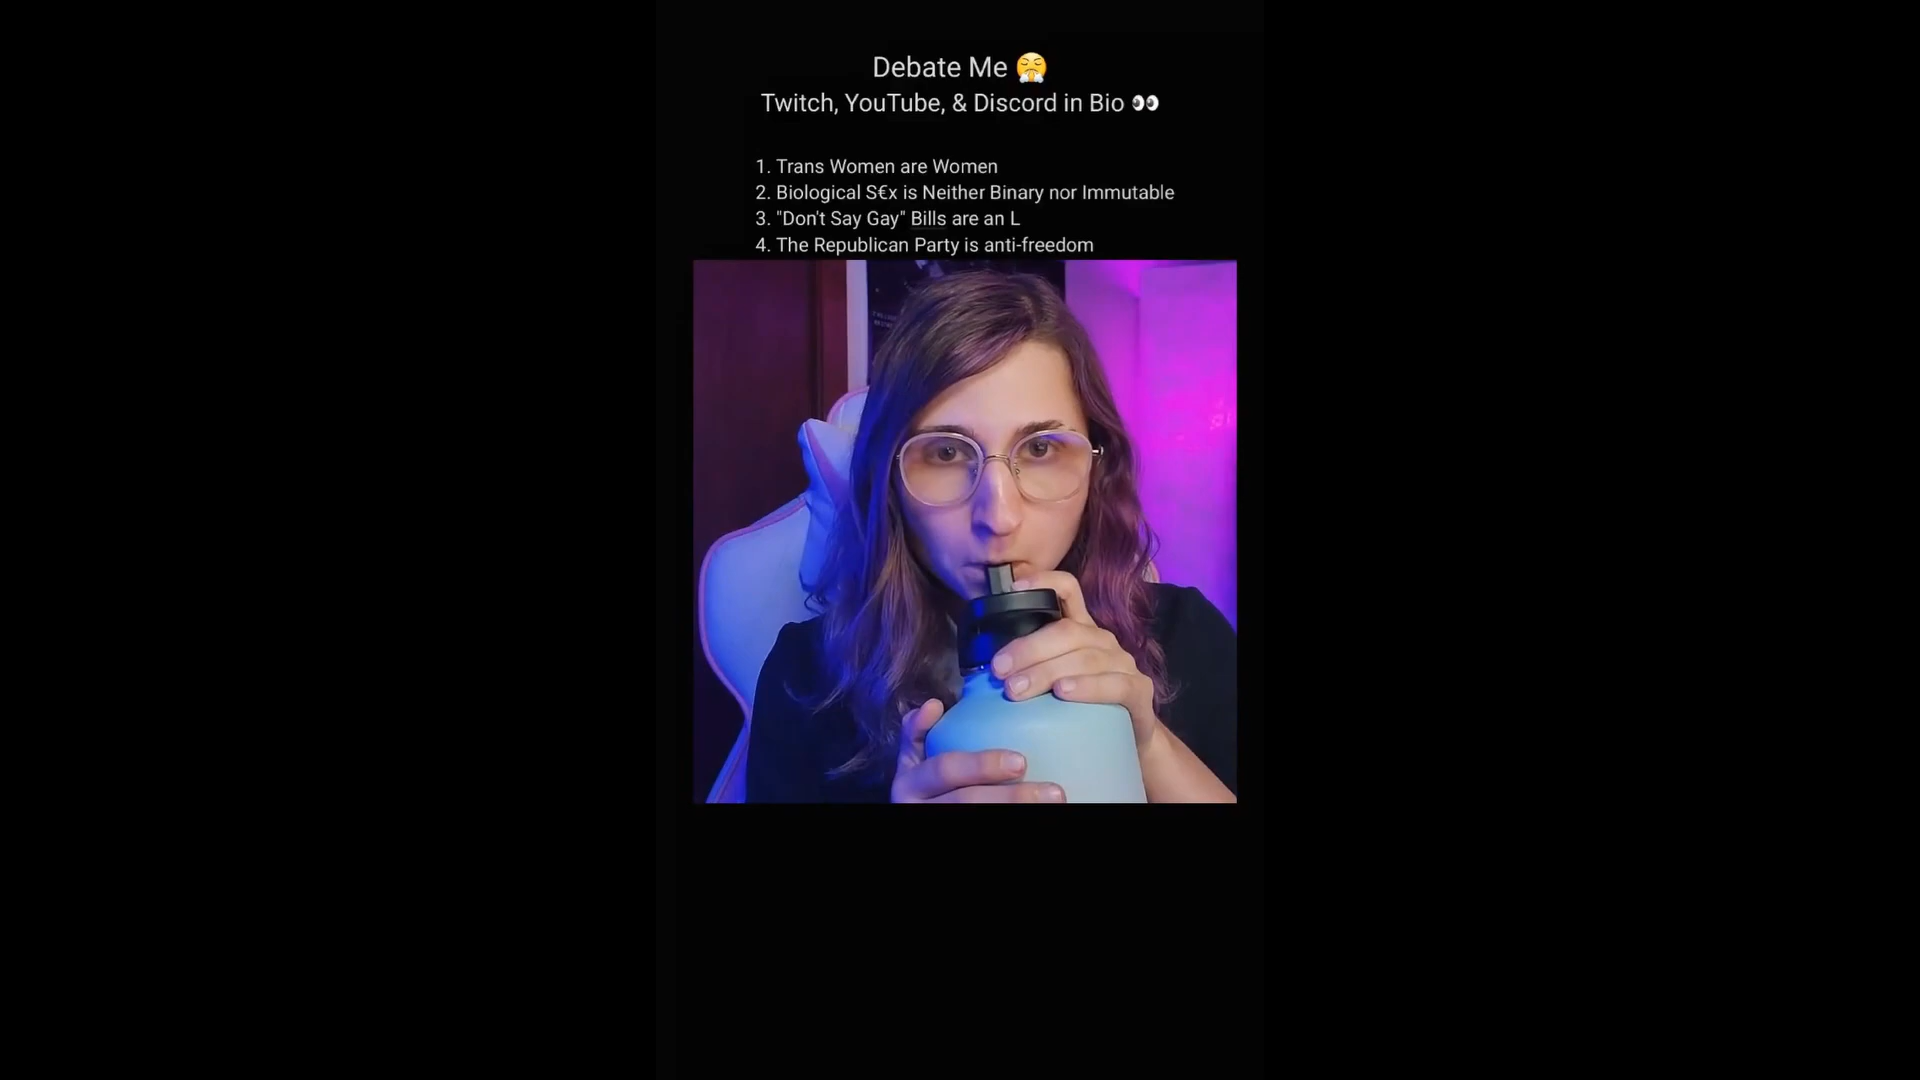 Debate Me 😤
Twitch, YouTube, & Discord in Bio 👀
1. Trans Women are Women
2. Biological S€x is Neither Binary nor Immutable
3. "Don't Say Gay" Bills are an L
4. The Republican Party is anti-freedom